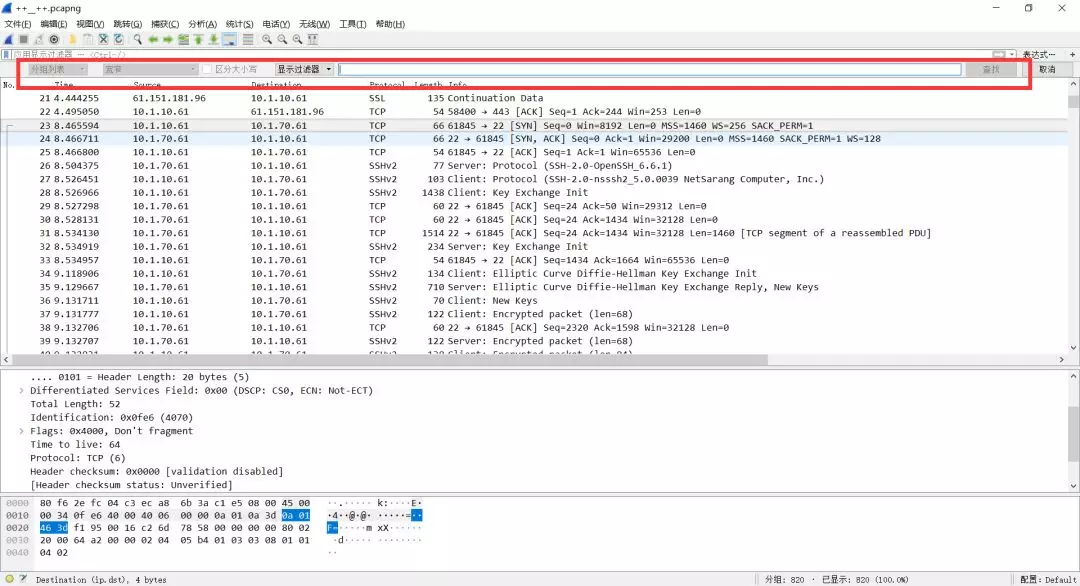 ++__++.pcapng
文件(F) 编辑(E) 视图(V) 跳转(G) 捕获(C) 分析(A) 统计(S) 电话(Y) 无线(W) 工具(T) 帮助(H)
应用显示过滤器 … <Ctrl-/> 表达式…
分组列表 宽窄 区分大小写 显示过滤器 查找 取消
No. Time Source Destination Protocol Length Info
21 4.444255 61.151.181.96 10.1.10.61 SSL 135 Continuation Data
22 4.495050 10.1.10.61 61.151.181.96 TCP 54 58400 → 443 [ACK] Seq=1 Ack=244 Win=253 Len=0
23 8.465594 10.1.10.61 10.1.70.61 TCP 66 61845 → 22 [SYN] Seq=0 Win=8192 Len=0 MSS=1460 WS=256 SACK_PERM=1
24 8.466711 10.1.70.61 10.1.10.61 TCP 66 22 → 61845 [SYN, ACK] Seq=0 Ack=1 Win=29200 Len=0 MSS=1460 SACK_PERM=1 WS=128
25 8.466800 10.1.10.61 10.1.70.61 TCP 54 61845 → 22 [ACK] Seq=1 Ack=1 Win=65536 Len=0
26 8.504375 10.1.70.61 10.1.10.61 SSHv2 77 Server: Protocol (SSH-2.0-OpenSSH_6.6.1)
27 8.526451 10.1.10.61 10.1.70.61 SSHv2 103 Client: Protocol (SSH-2.0-nsssh2_5.0.0039 NetSarang Computer, Inc.)
28 8.526966 10.1.10.61 10.1.70.61 SSHv2 1438 Client: Key Exchange Init
29 8.527298 10.1.70.61 10.1.10.61 TCP 60 22 → 61845 [ACK] Seq=24 Ack=50 Win=29312 Len=0
30 8.528131 10.1.70.61 10.1.10.61 TCP 60 22 → 61845 [ACK] Seq=24 Ack=1434 Win=32128 Len=0
31 8.534130 10.1.70.61 10.1.10.61 TCP 1514 22 → 61845 [ACK] Seq=24 Ack=1434 Win=32128 Len=1460 [TCP segment of a reassembled PDU]
32 8.534919 10.1.70.61 10.1.10.61 SSHv2 234 Server: Key Exchange Init
33 8.534957 10.1.10.61 10.1.70.61 TCP 54 61845 → 22 [ACK] Seq=1434 Ack=1664 Win=65536 Len=0
34 9.118906 10.1.10.61 10.1.70.61 SSHv2 134 Client: Elliptic Curve Diffie-Hellman Key Exchange Init
35 9.129667 10.1.70.61 10.1.10.61 SSHv2 710 Server: Elliptic Curve Diffie-Hellman Key Exchange Reply, New Keys
36 9.131711 10.1.10.61 10.1.70.61 SSHv2 70 Client: New Keys
37 9.131777 10.1.10.61 10.1.70.61 SSHv2 122 Client: Encrypted packet (len=68)
38 9.132706 10.1.70.61 10.1.10.61 TCP 60 22 → 61845 [ACK] Seq=2320 Ack=1598 Win=32128 Len=0
39 9.132707 10.1.70.61 10.1.10.61 SSHv2 122 Server: Encrypted packet (len=68)
.... 0101 = Header Length: 20 bytes (5)
Differentiated Services Field: 0x00 (DSCP: CS0, ECN: Not-ECT)
Total Length: 52
Identification: 0x0fe6 (4070)
Flags: 0x4000, Don't fragment
Time to live: 64
Protocol: TCP (6)
Header checksum: 0x0000 [validation disabled]
[Header checksum status: Unverified]
0000 80 f6 2e fc 04 c3 ec a8 6b 3a c1 e5 08 00 45 00 ··.····· k:····E·
0010 00 34 0f e6 40 00 40 06 00 00 0a 01 0a 3d 0a 01 ·4··@·@· ·····=··
0020 46 3d f1 95 00 16 c2 6d 78 58 00 00 00 00 80 02 F=·····m xX······
0030 20 00 64 a2 00 00 02 04 05 b4 01 03 03 08 01 01 ·d····· ········
0040 04 02 ··
Destination (ip.dst), 4 bytes 分组: 820 · 已显示: 820 (100.0%) 配置: Default